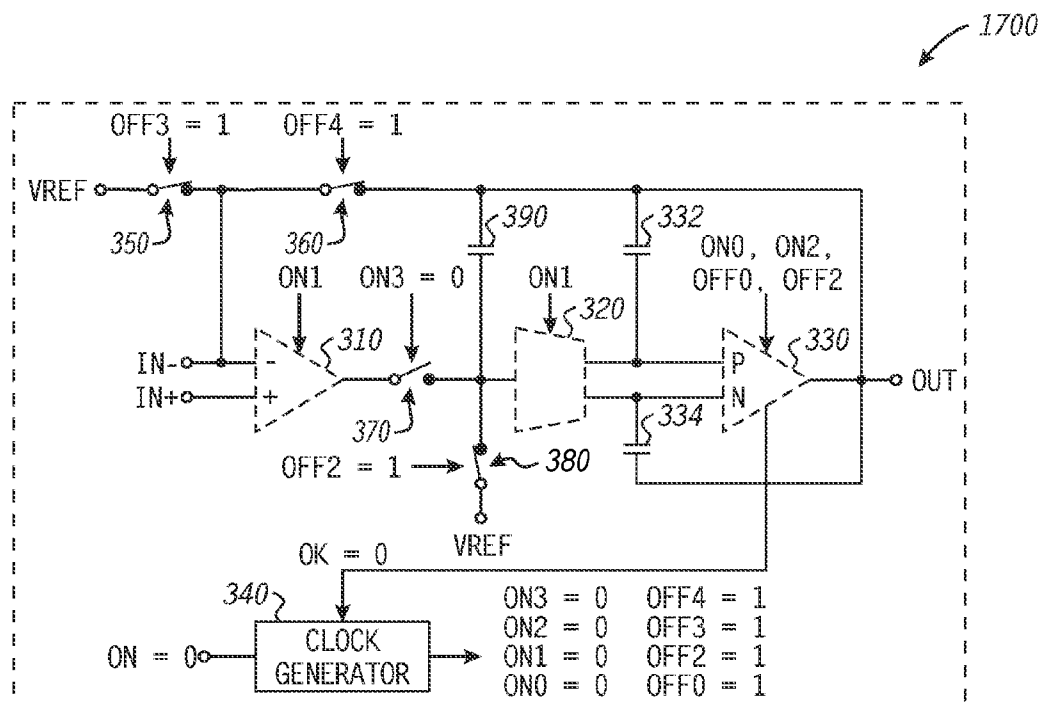 1700
OFF3 = 1 OFF4 = 1
VREF
350 360 390 332
ON1 ON3 = 0 ON1 ON0, ON2,
OFF0, OFF2
310 320 330
IN- - P
IN+ + N OUT
370 334
OFF2 = 1 380
VREF
OK = 0
340
ON = 0 CLOCK
GENERATOR
ON3 = 0 OFF4 = 1
ON2 = 0 OFF3 = 1
ON1 = 0 OFF2 = 1
ON0 = 0 OFF0 = 1